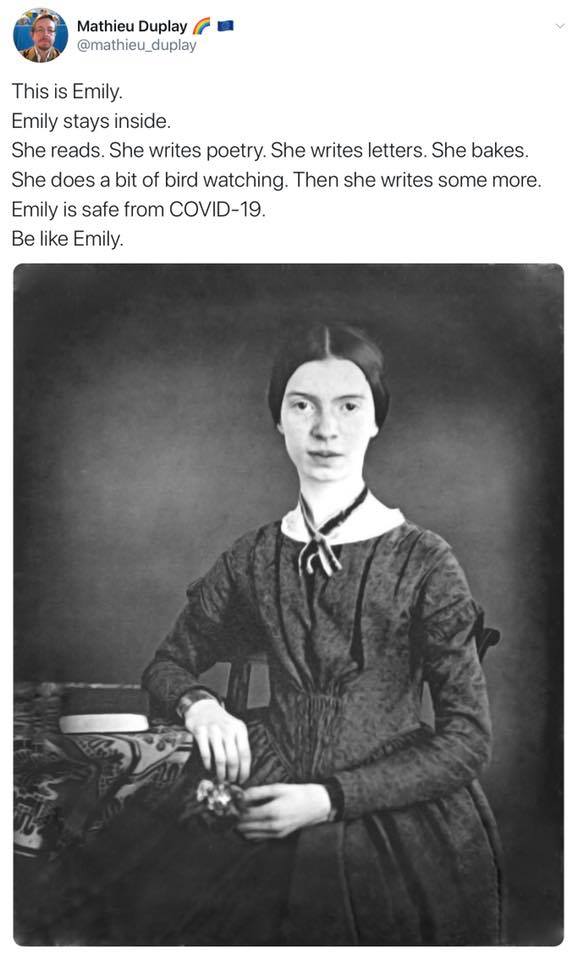 Mathieu Duplay 🌈 🇪🇺
@mathieu_duplay
This is Emily.
Emily stays inside.
She reads. She writes poetry. She writes letters. She bakes.
She does a bit of bird watching. Then she writes some more.
Emily is safe from COVID-19.
Be like Emily.